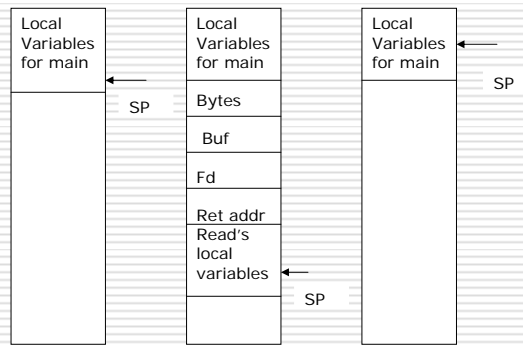 Local
Variables
for main
SP
Local
Variables
for main
Bytes
Buf
Fd
Ret addr
Read's
local
variables
SP
Local
Variables
for main
SP